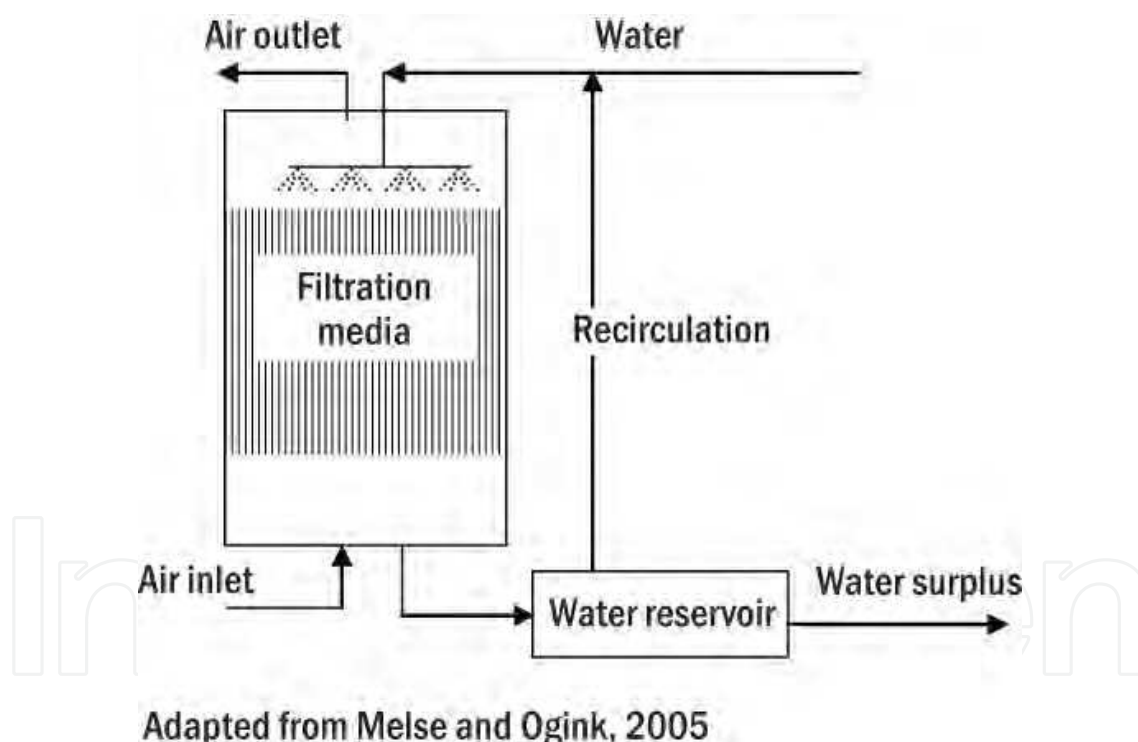 Air outlet
Water
Filtration
media
Recirculation
Air inlet
Water reservoir
Water surplus
Adapted from Melse and Ogink, 2005